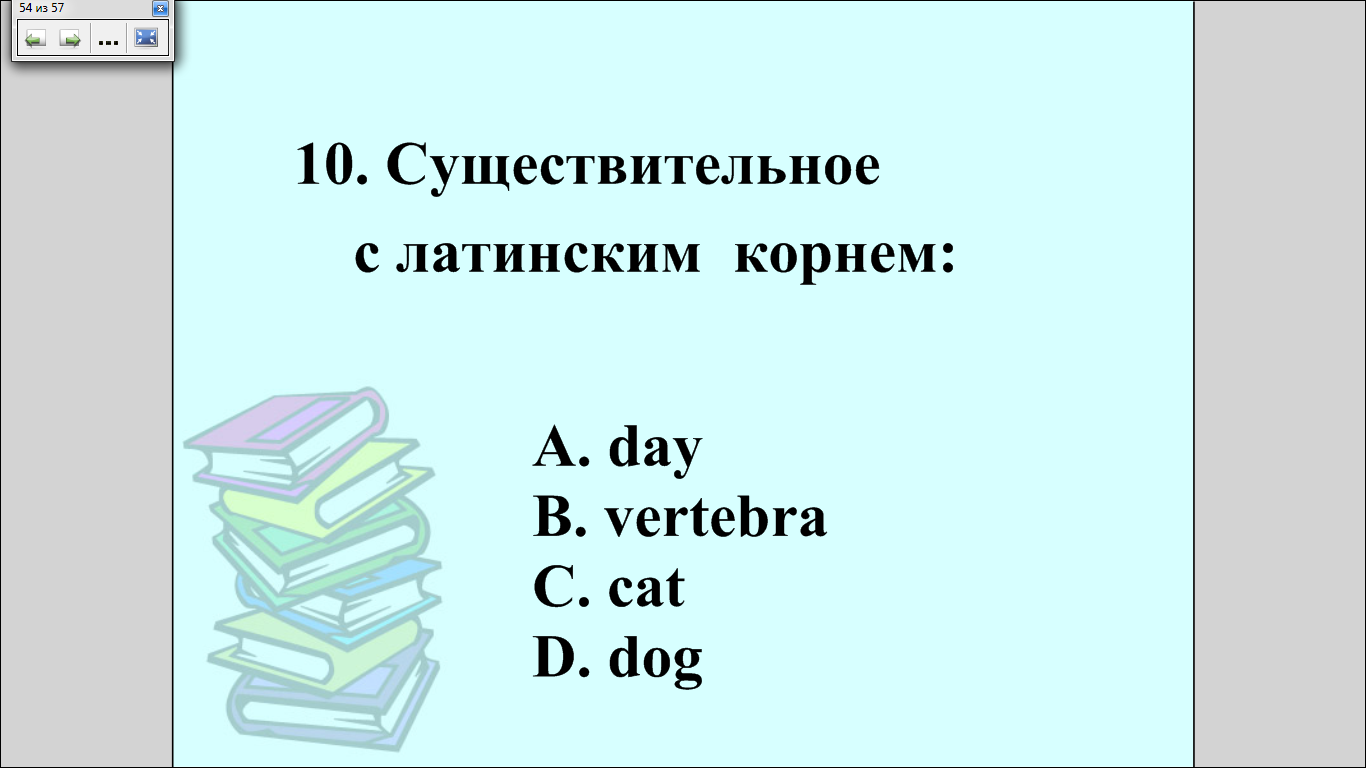 54 из 57
...
10. Существительное
с латинским корнем:
A. day
B. vertebra
C. cat
D. dog